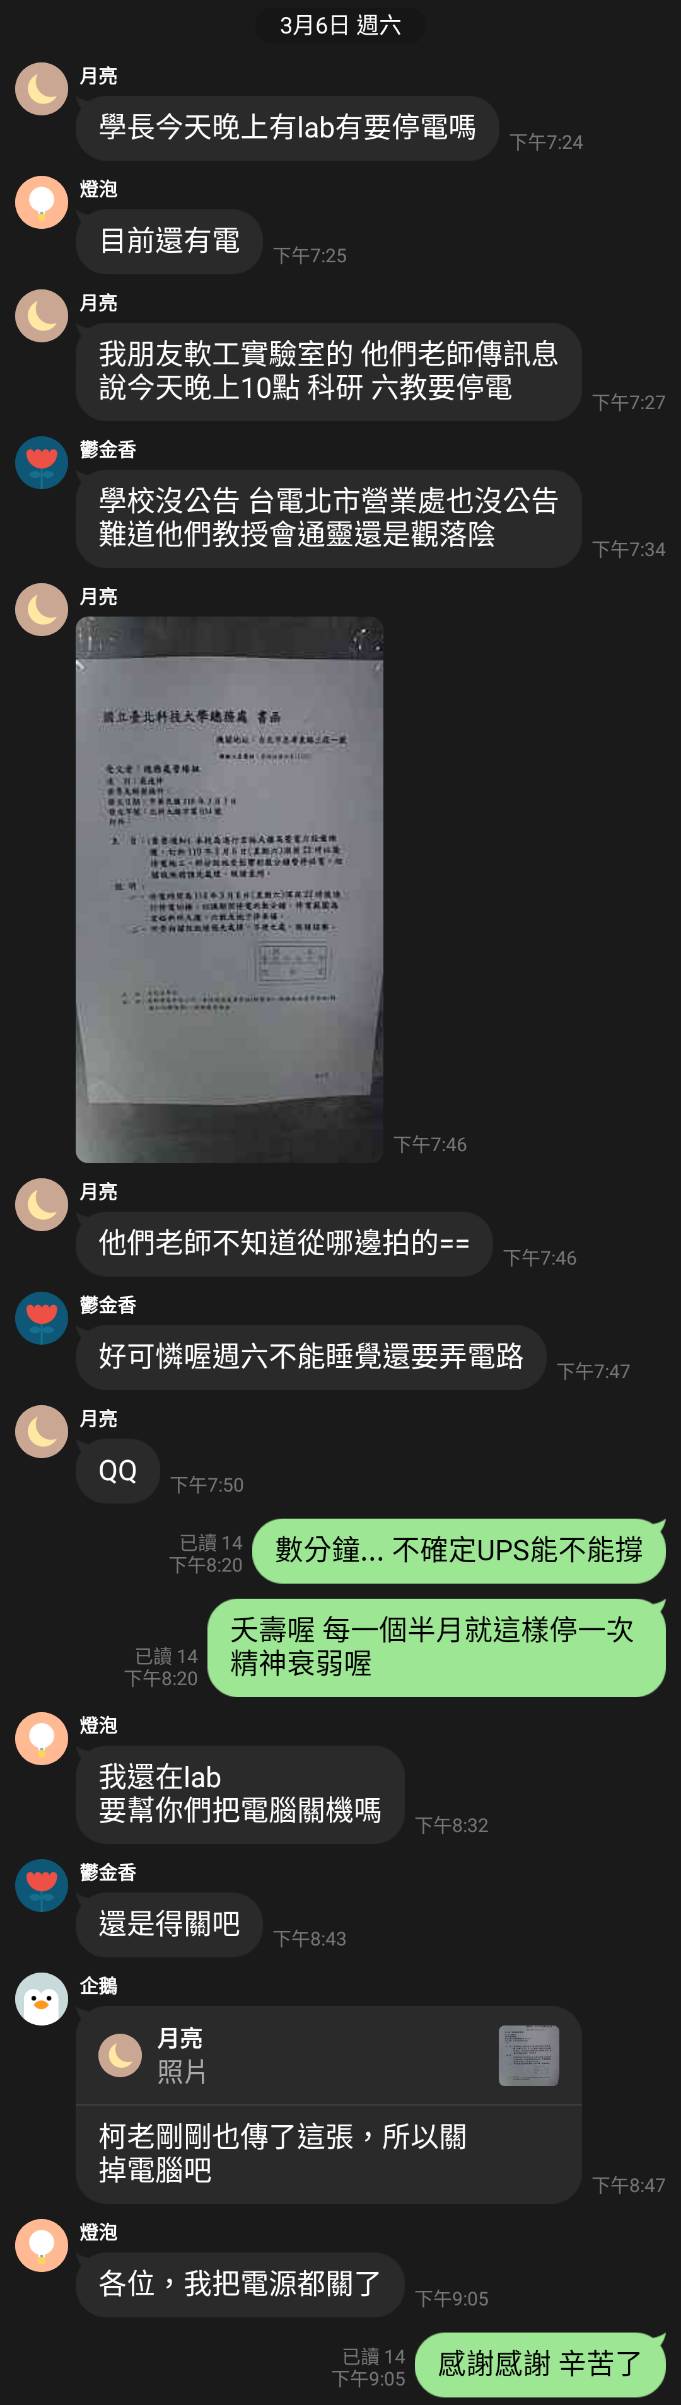 3月6日 週六
月亮
學長今天晚上有lab有要停電嗎
下午7:24
燈泡
目前還有電
下午7:25
月亮
我朋友軟工實驗室的 他們老師傳訊息
說今天晚上10點 科研 六教要停電
下午7:27
鬱金香
學校沒公告 台電北市營業處也沒公告
難道他們教授會通靈還是觀落陰
下午7:34
月亮
國立臺北科技大學總務處 書函
下午7:46
月亮
他們老師不知道從哪邊拍的==
下午7:46
鬱金香
好可憐喔週六不能睡覺還要弄電路
下午7:47
月亮
QQ
下午7:50
已讀 14
下午8:20
數分鐘... 不確定UPS能不能撐
夭壽喔 每一個半月就這樣停一次
精神衰弱喔
已讀 14
下午8:20
燈泡
我還在lab
要幫你們把電腦關機嗎
下午8:32
鬱金香
還是得關吧
下午8:43
企鵝
月亮
照片
柯老剛剛也傳了這張，所以關
掉電腦吧
下午8:47
燈泡
各位，我把電源都關了
下午9:05
已讀 14
下午9:05
感謝感謝 辛苦了